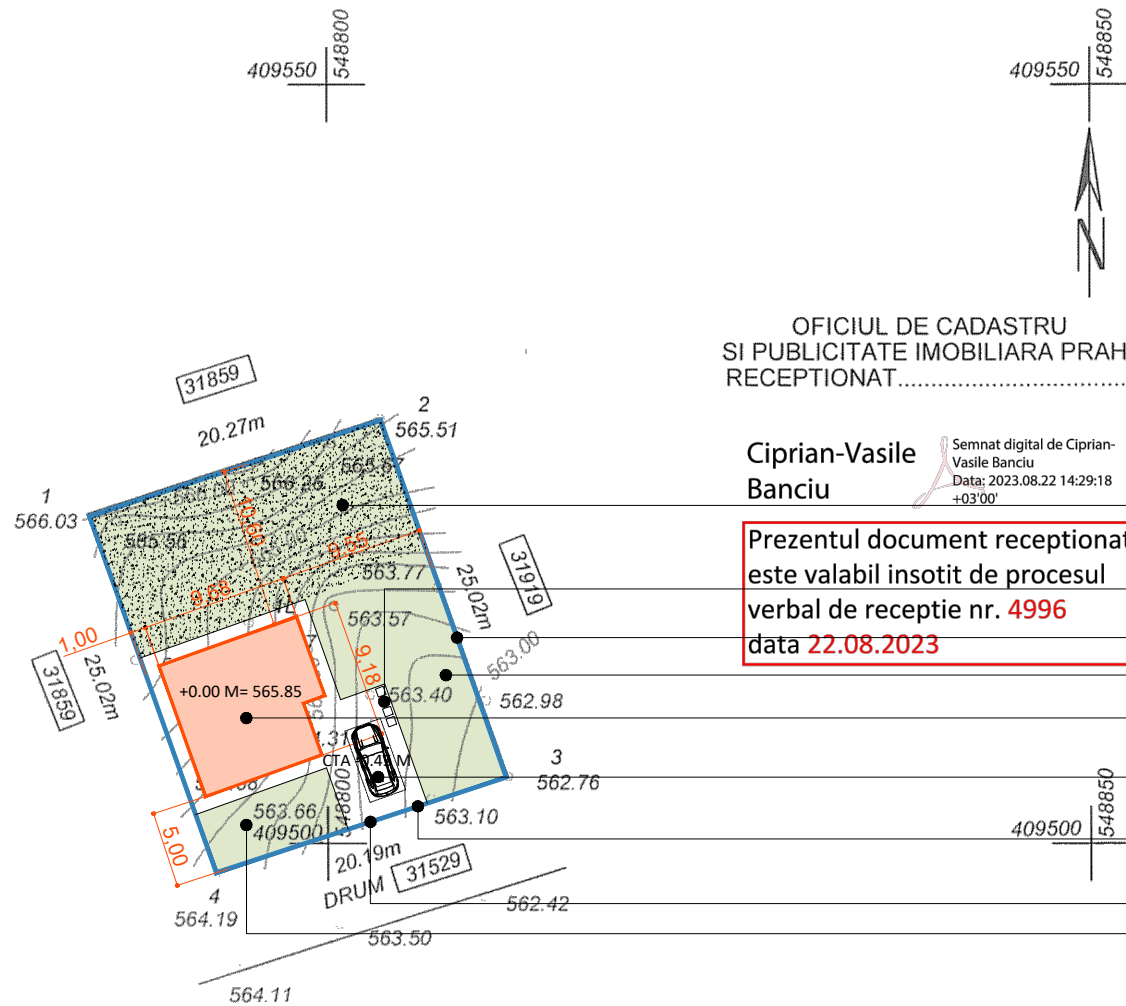 548800
409550
548850
409550
N
OFICIUL DE CADASTRU
SI PUBLICITATE IMOBILIARA PRAH
RECEPTIONAT
31859
20.27m
2
565.51
1
566.03
Ciprian-Vasile
Banciu
Semnat digital de Ciprian-
Vasile Banciu
Data: 2023.08.22 14:29:18
+03'00'
Prezentul document receptionat
este valabil insotit de procesul
verbal de receptie nr. 4996
data 22.08.2023
10,60
9,55
9,68
1,00
563.77
563.57
31919
25.02m
563.00
31859
25.02m
9,18
+0.00 M= 565.85
563.40
562.98
3
562.76
563.66
409500
548800
563.10
5,00
20.19m
DRUM
31529
4
564.19
562.42
563.50
564.11
548850
409500